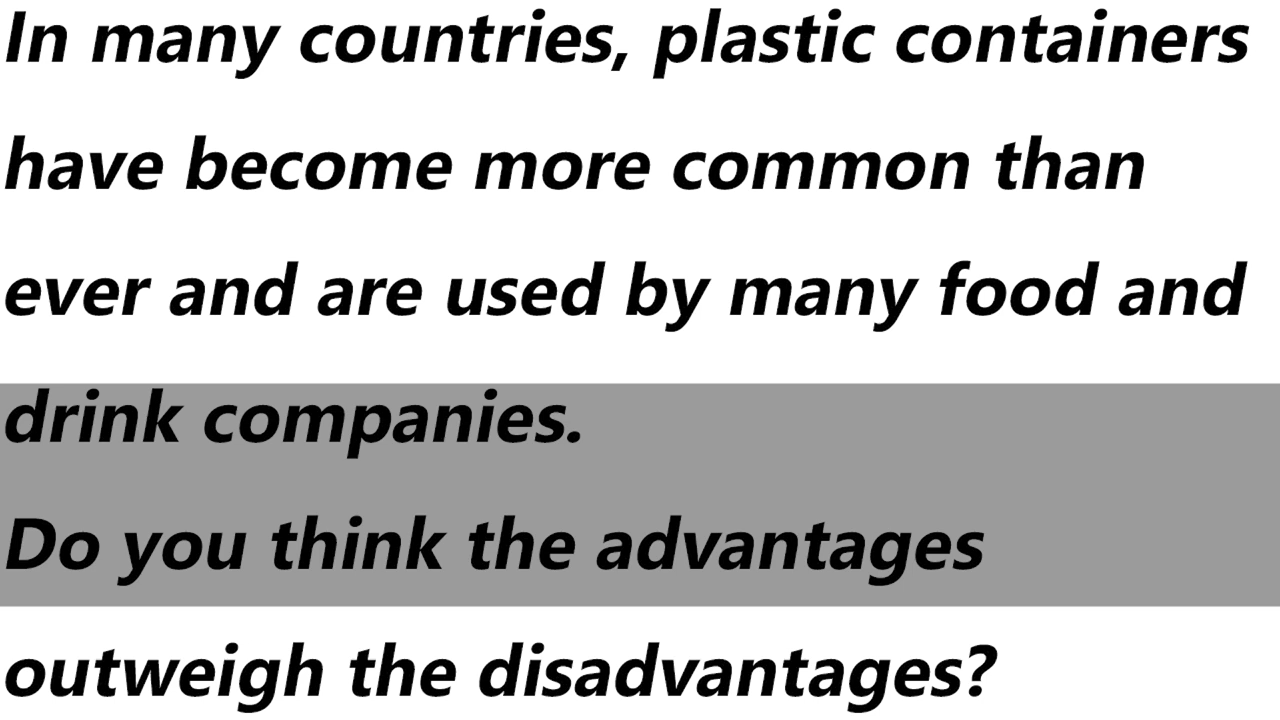 In many countries, plastic containers
have become more common than
ever and are used by many food and
drink companies.
Do you think the advantages
outweigh the disadvantages?